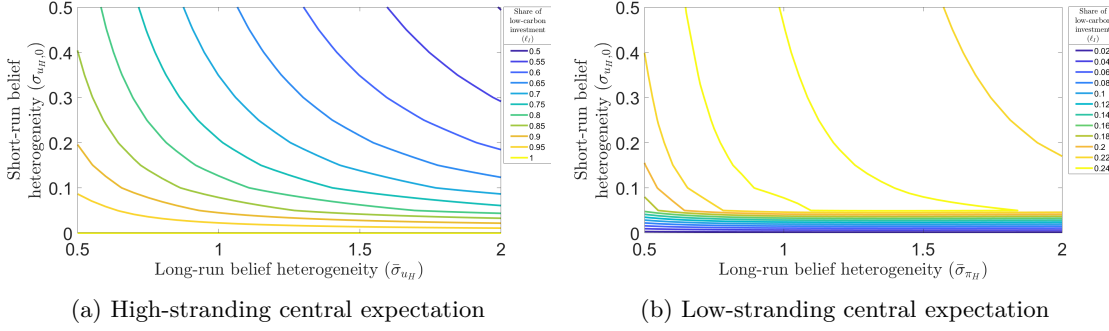 Short-run belief
heterogeneity (σ_{u_H,0})
0.5
0.4
0.3
0.2
0.1
0
0.5
1
1.5
2
Long-run belief heterogeneity (σ̄_{u_H})
Share of
low-carbon
investment
(ℓ_I)
0.5
0.55
0.6
0.65
0.7
0.75
0.8
0.85
0.9
0.95
1
(a) High-stranding central expectation
Short-run belief
heterogeneity (σ_{u_H,0})
0.5
0.4
0.3
0.2
0.1
0
0.5
1
1.5
2
Long-run belief heterogeneity (σ̄_{π_H})
Share of
low-carbon
investment
(ℓ_I)
0.02
0.04
0.06
0.08
0.1
0.12
0.14
0.16
0.18
0.2
0.22
0.24
(b) Low-stranding central expectation